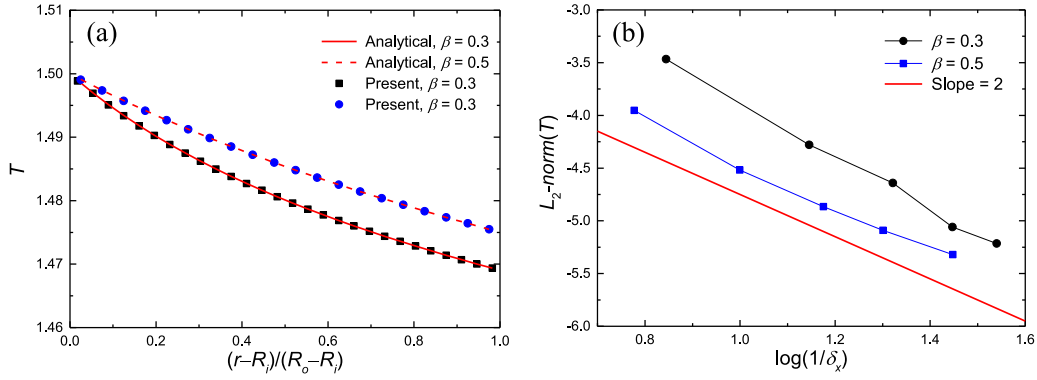 (a)
Analytical, β = 0.3
Analytical, β = 0.5
Present, β = 0.3
Present, β = 0.3
1.51
1.50
1.49
1.48
1.47
1.46
T
0.0 0.2 0.4 0.6 0.8 1.0
(r−Rᵢ)/(Rₒ−Rᵢ)
(b)
β = 0.3
β = 0.5
Slope = 2
-3.0
-3.5
-4.0
-4.5
-5.0
-5.5
-6.0
L₂-norm(T)
0.8 1.0 1.2 1.4 1.6
log(1/δₓ)